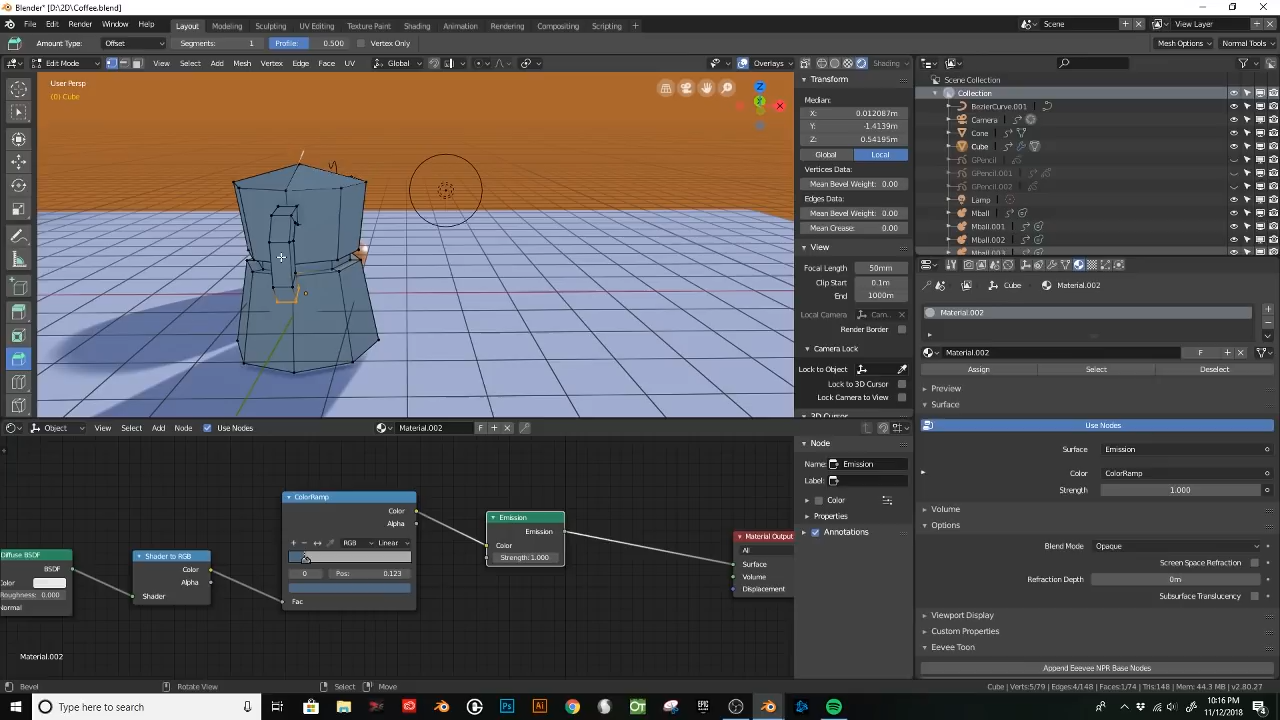 Blender* [D:\2D\Coffee.blend]
File Edit Render Window Help Layout Modeling Sculpting UV Editing Texture Paint Shading Animation Rendering Compositing Scripting + Scene View Layer
Amount Type: Offset Segments: 1 Profile: 0.500 Vertex Only Mesh Options Normal Tools
Edit Mode View Select Add Mesh Vertex Edge Face UV Global Overlays Shading
User Persp
(0) Cube
Z
Y
X
Transform
Median:
X: 0.012087m
Y: -1.4139m
Z: 0.54195m
Global Local
Vertices Data:
Mean Bevel Weight: 0.00
Edges Data:
Mean Bevel Weight: 0.00
Mean Crease: 0.00
View
Focal Length 50mm
Clip Start 0.1m
End 1000m
Local Camera Cam...
Render Border
Camera Lock
Lock to Object
Lock to 3D Cursor
Lock Camera to View
3D Cursor
Scene Collection
Collection
BezierCurve.001
Camera
Cone
Cube
GPencil
GPencil.001
GPencil.002
Lamp
Mball
Mball.001
Mball.002
Mball.003
Cube Material.002
Material.002
Material.002 F
Assign Select Deselect
Preview
Surface
Use Nodes
Surface Emission
Color ColorRamp
Strength 1.000
Volume
Options
Blend Mode Opaque
Screen Space Refraction
Refraction Depth 0m
Subsurface Translucency
Viewport Display
Custom Properties
Eevee Toon
Append Eeevee NPR Base Nodes
Object View Select Add Node Use Nodes Material.002 F
Diffuse BSDF
BSDF
Color
Roughness: 0.000
Normal
Shader to RGB
Color
Alpha
Shader
ColorRamp
Color
Alpha
RGB Linear
0 Pos: 0.123
Fac
Emission
Emission
Color
Strength: 1.000
Material Output
All
Surface
Volume
Displacement
Node
Name: Emission
Label:
Color
Properties
Annotations
Material.002
Bevel Rotate View Select Move Cube | Verts:5/79 | Edges:4/148 | Faces:1/74 | Tris:148 | Mem: 44.3 MB | v2.80.27
Type here to search
10:16 PM
11/12/2018